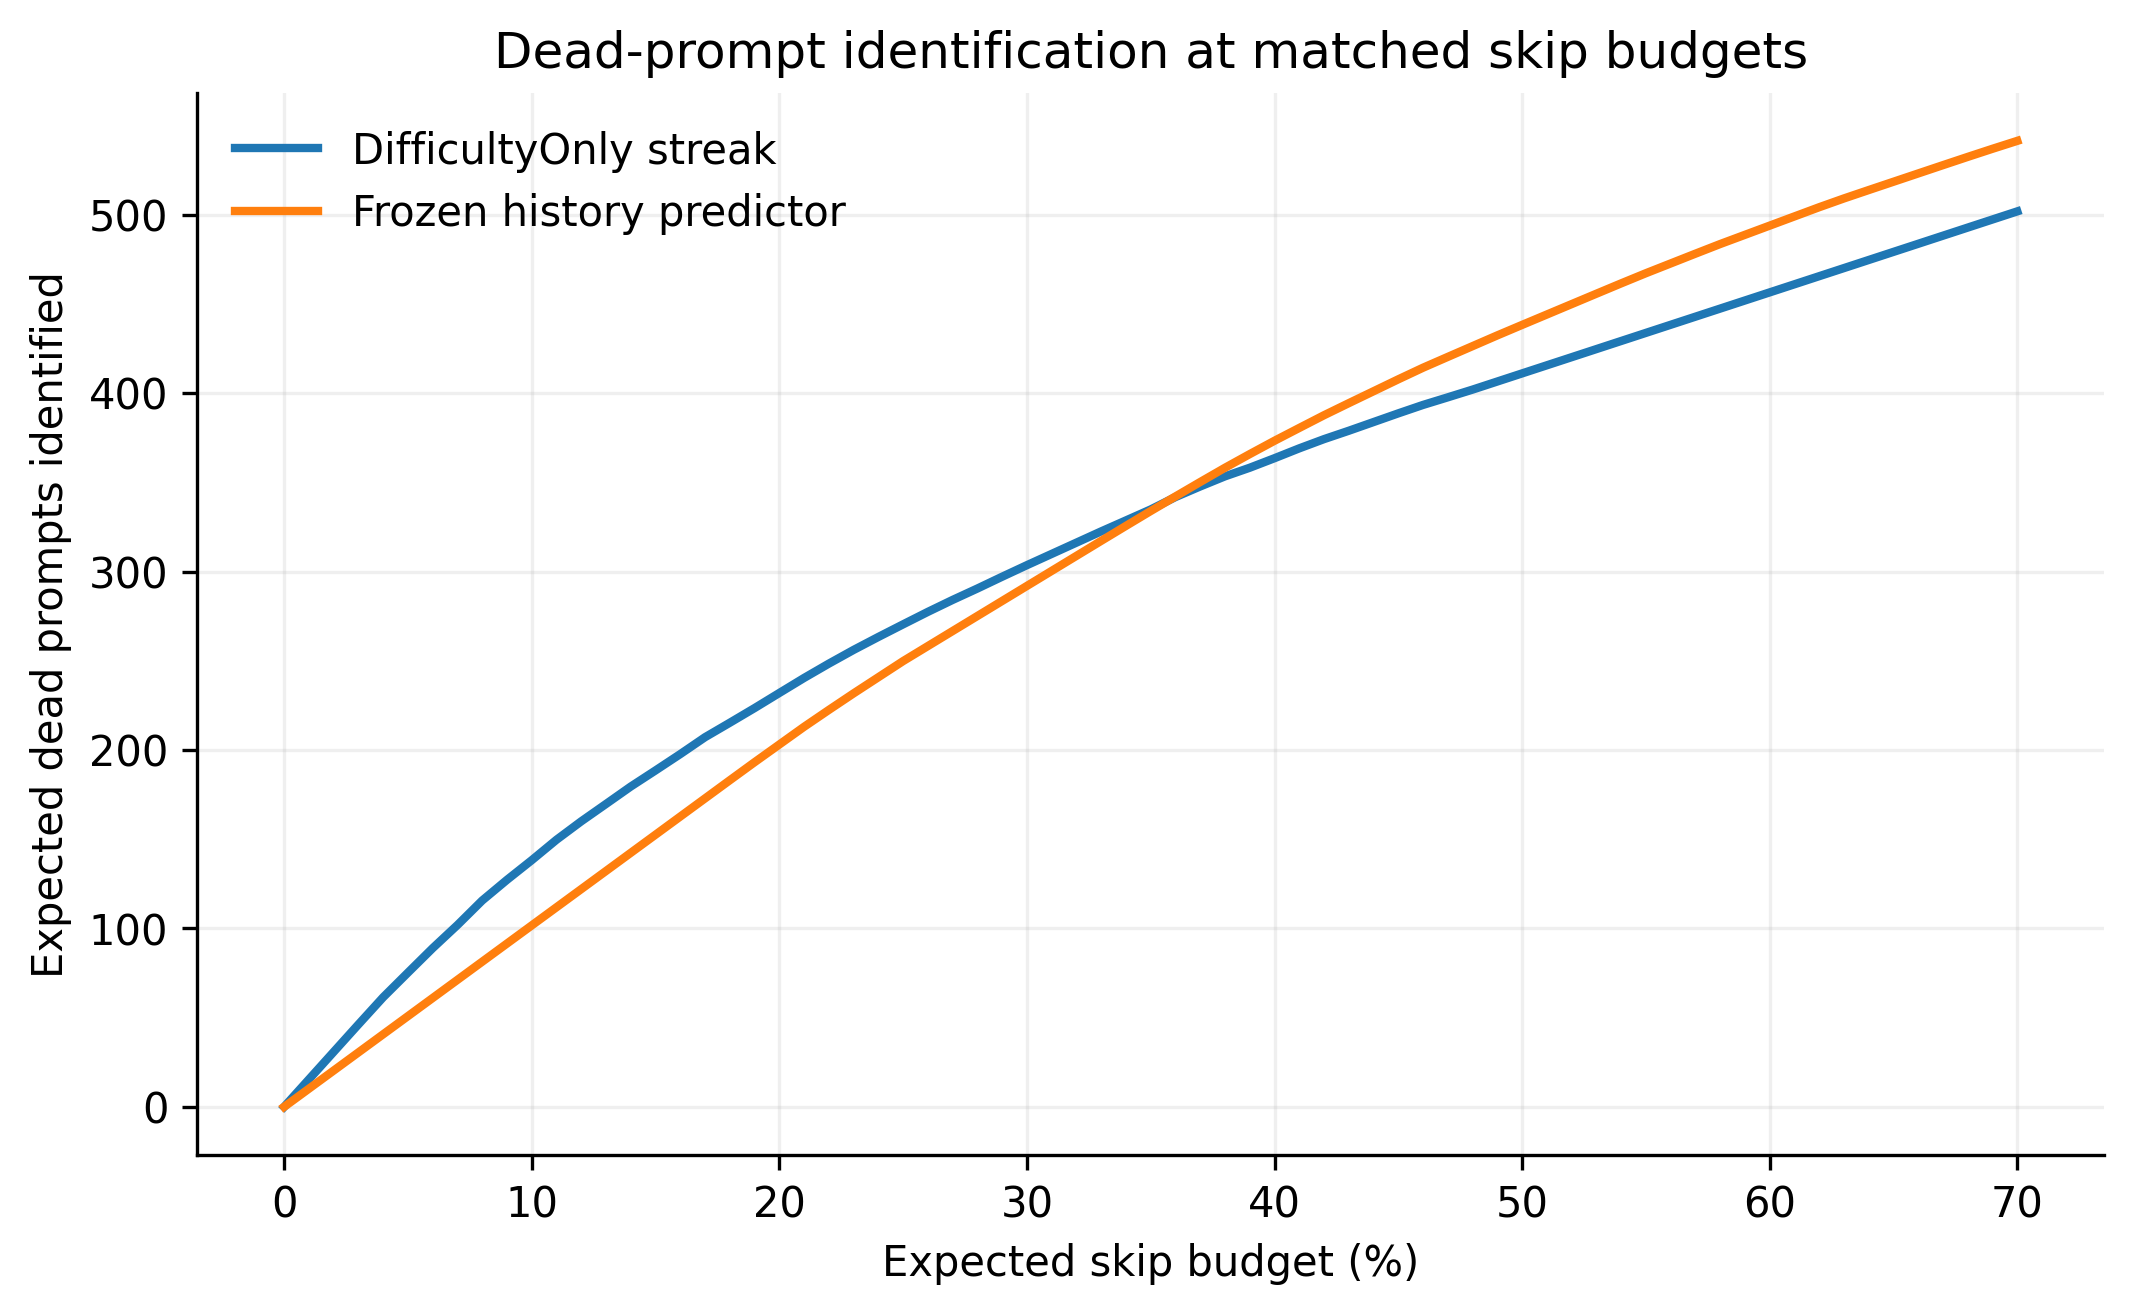 Dead-prompt identification at matched skip budgets
DifficultyOnly streak
Frozen history predictor
Expected dead prompts identified
500
400
300
200
100
0
0 10 20 30 40 50 60 70
Expected skip budget (%)